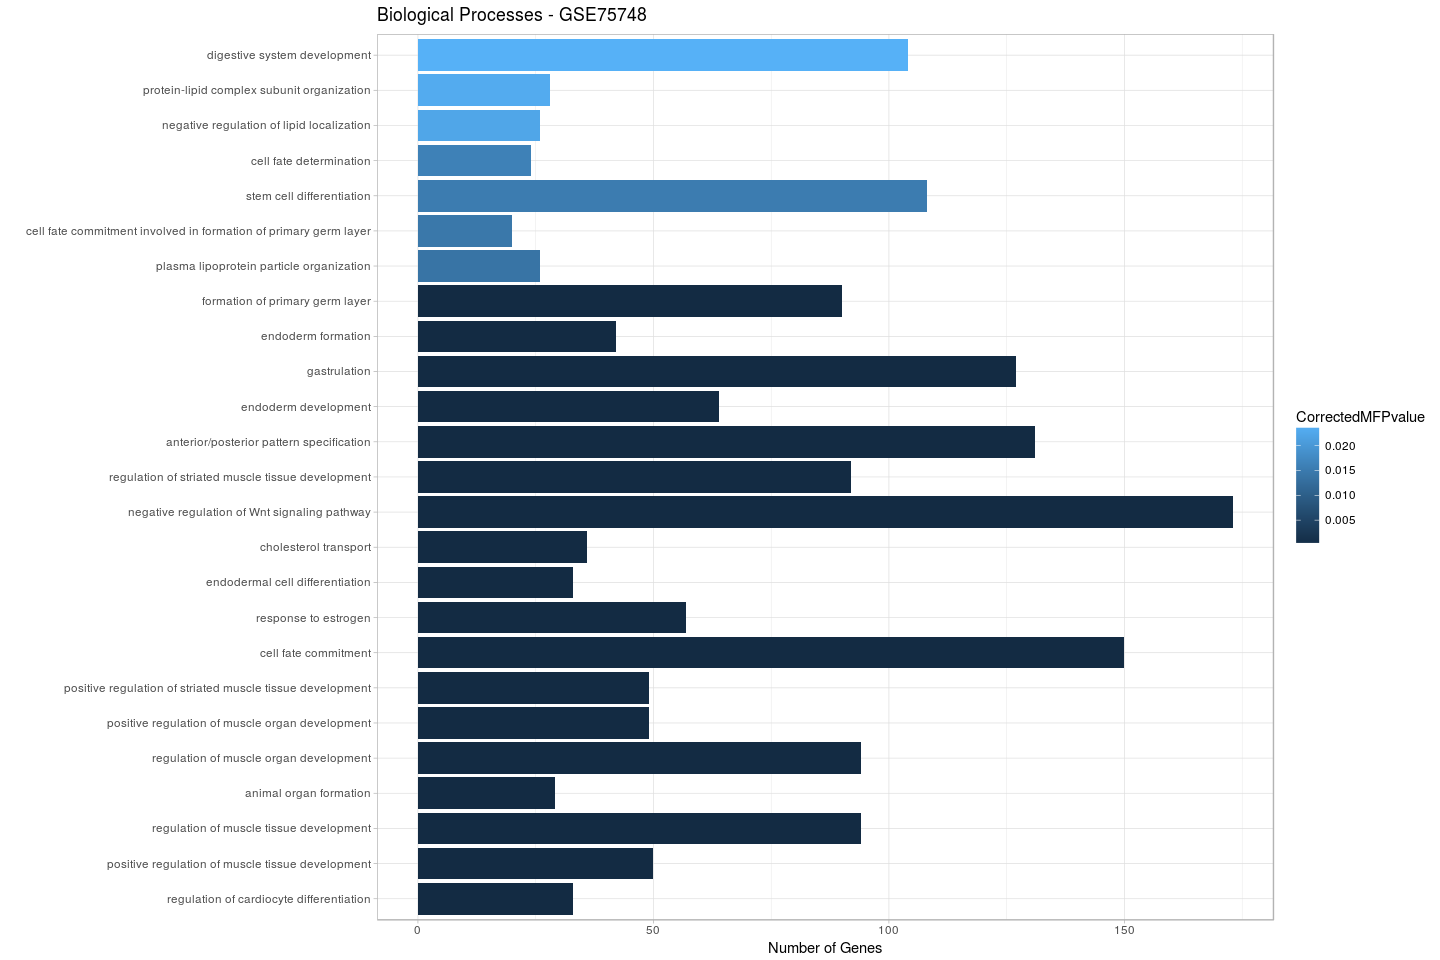 Biological Processes - GSE75748
digestive system development
protein-lipid complex subunit organization
negative regulation of lipid localization
cell fate determination
stem cell differentiation
cell fate commitment involved in formation of primary germ layer
plasma lipoprotein particle organization
formation of primary germ layer
endoderm formation
gastrulation
endoderm development
anterior/posterior pattern specification
regulation of striated muscle tissue development
negative regulation of Wnt signaling pathway
cholesterol transport
endodermal cell differentiation
response to estrogen
cell fate commitment
positive regulation of striated muscle tissue development
positive regulation of muscle organ development
regulation of muscle organ development
animal organ formation
regulation of muscle tissue development
positive regulation of muscle tissue development
regulation of cardiocyte differentiation
0 50 100 150
Number of Genes
CorrectedMFPvalue
0.020
0.015
0.010
0.005